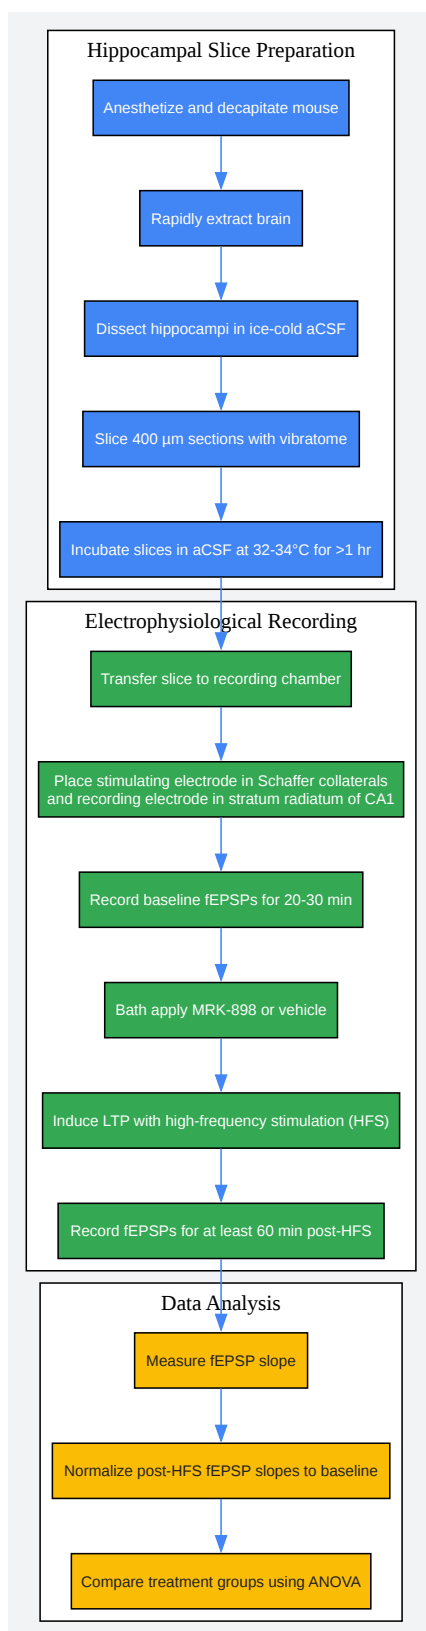 Hippocampal Slice Preparation
Anesthetize and decapitate mouse
Rapidly extract brain
Dissect hippocampi in ice-cold aCSF
Slice 400 µm sections with vibratome
Incubate slices in aCSF at 32-34°C for >1 hr
Electrophysiological Recording
Transfer slice to recording chamber
Place stimulating electrode in Schaffer collaterals
and recording electrode in stratum radiatum of CA1
Record baseline fEPSPs for 20-30 min
Bath apply MRK-898 or vehicle
Induce LTP with high-frequency stimulation (HFS)
Record fEPSPs for at least 60 min post-HFS
Data Analysis
Measure fEPSP slope
Normalize post-HFS fEPSP slopes to baseline
Compare treatment groups using ANOVA